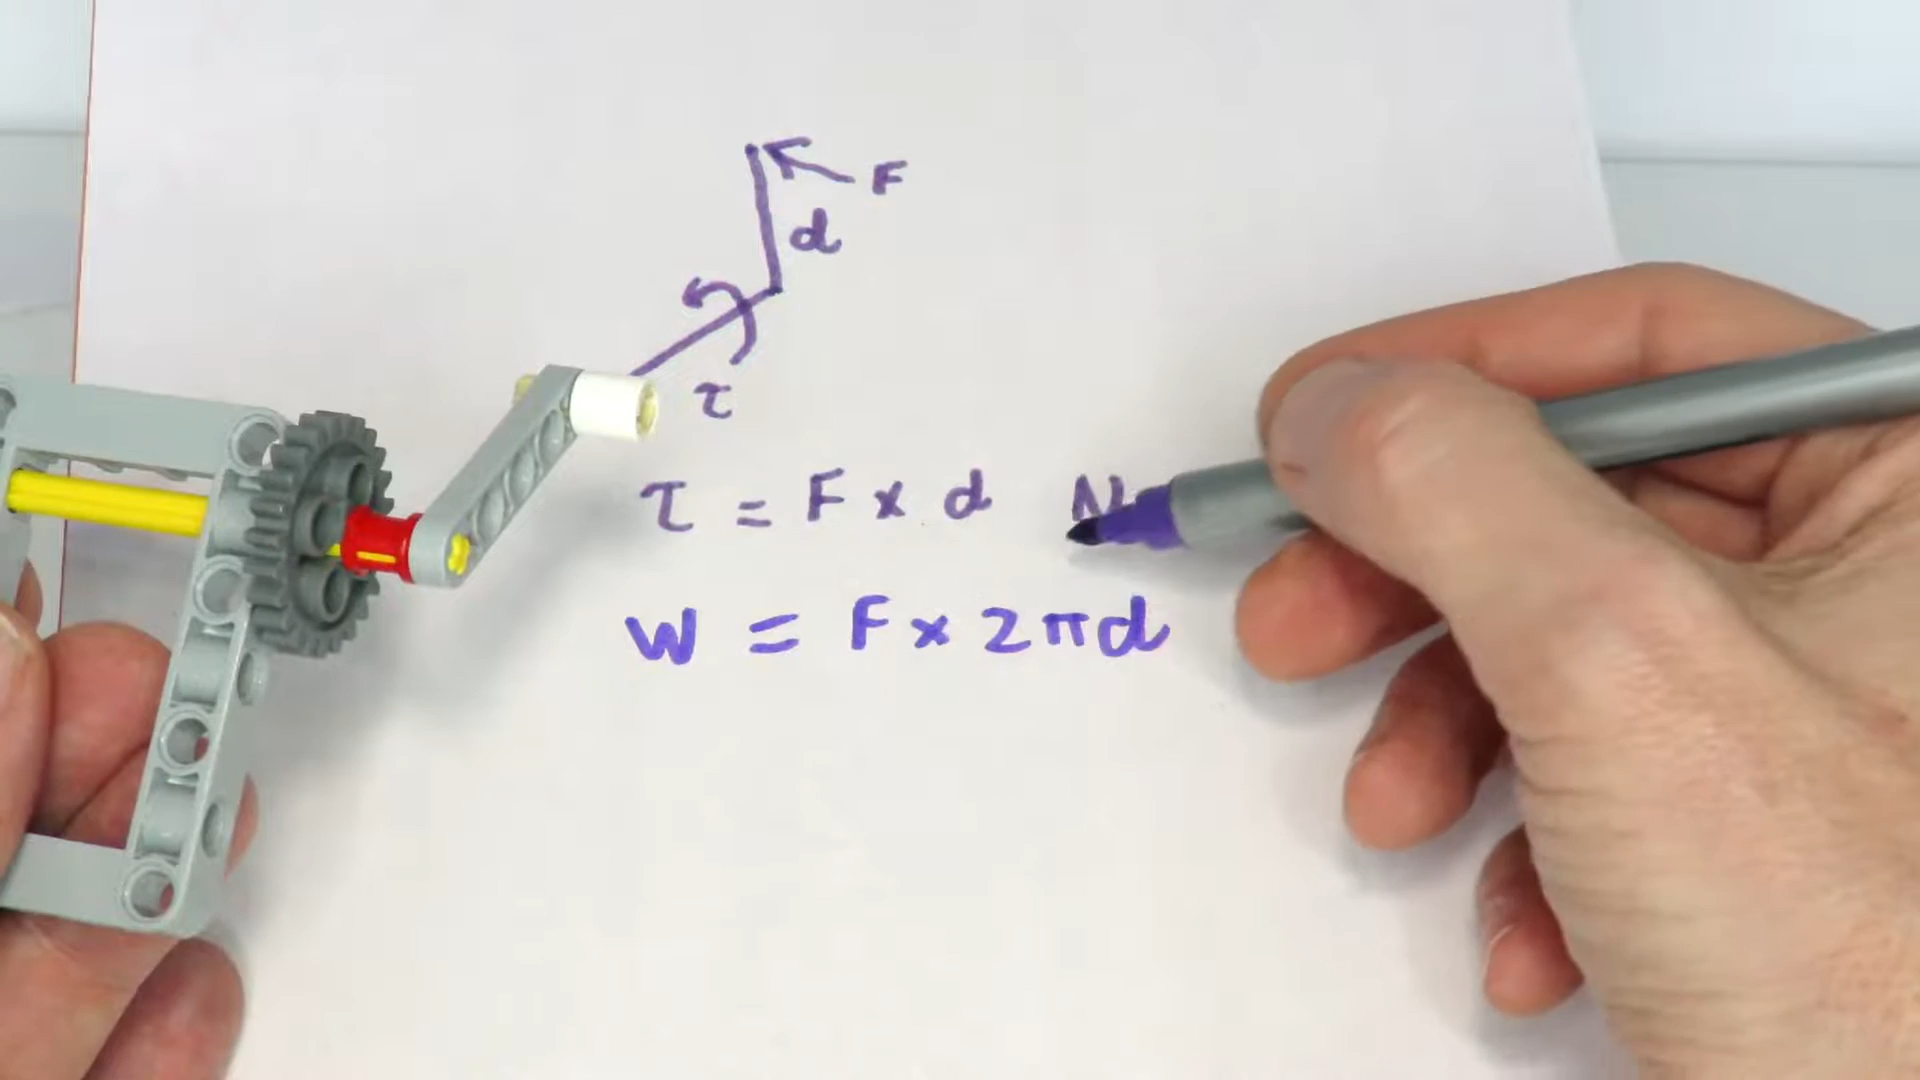 F
d
τ
τ = F × d N
W = F × 2πd